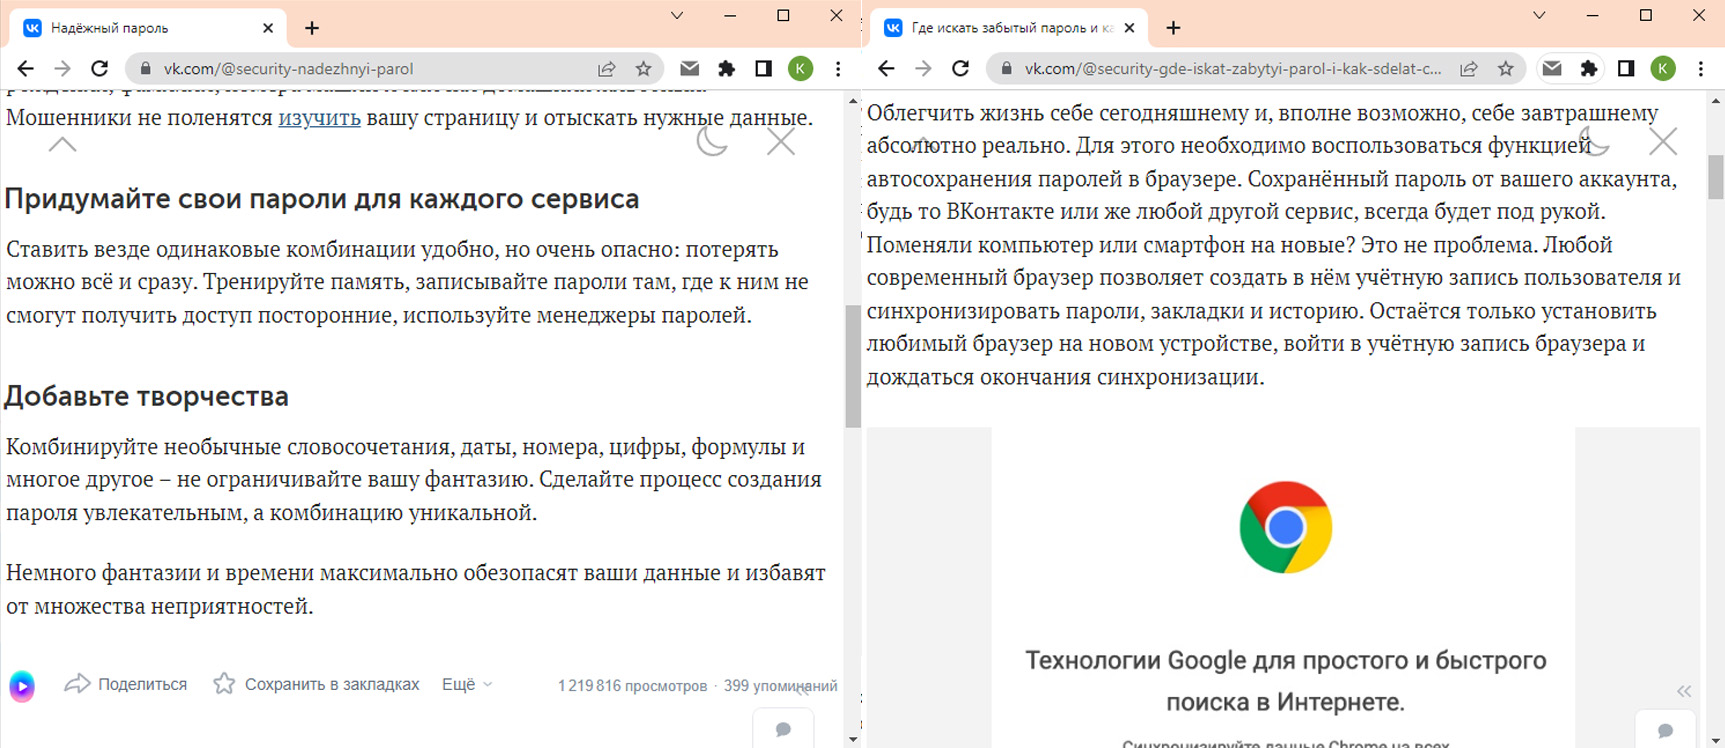 Надёжный пароль
vk.com/@security-nadezhnyi-parol
K
Мошенники не поленятся изучить вашу страницу и отыскать нужные данные.
Придумайте свои пароли для каждого сервиса
Ставить везде одинаковые комбинации удобно, но очень опасно: потерять
можно всё и сразу. Тренируйте память, записывайте пароли там, где к ним не
смогут получить доступ посторонние, используйте менеджеры паролей.
Добавьте творчества
Комбинируйте необычные словосочетания, даты, номера, цифры, формулы и
многое другое – не ограничивайте вашу фантазию. Сделайте процесс создания
пароля увлекательным, а комбинацию уникальной.
Немного фантазии и времени максимально обезопасят ваши данные и избавят
от множества неприятностей.
Поделиться Сохранить в закладках Ещё 1 219 816 просмотров · 399 упоминаний
Где искать забытый пароль и ка
vk.com/@security-gde-iskat-zabytyi-parol-i-kak-sdelat-c...
K
Облегчить жизнь себе сегодняшнему и, вполне возможно, себе завтрашнему
абсолютно реально. Для этого необходимо воспользоваться функцией
автосохранения паролей в браузере. Сохранённый пароль от вашего аккаунта,
будь то ВКонтакте или же любой другой сервис, всегда будет под рукой.
Поменяли компьютер или смартфон на новые? Это не проблема. Любой
современный браузер позволяет создать в нём учётную запись пользователя и
синхронизировать пароли, закладки и историю. Остаётся только установить
любимый браузер на новом устройстве, войти в учётную запись браузера и
дождаться окончания синхронизации.
Технологии Google для простого и быстрого
поиска в Интернете.
Синхронизируйте данные Chrome на всех